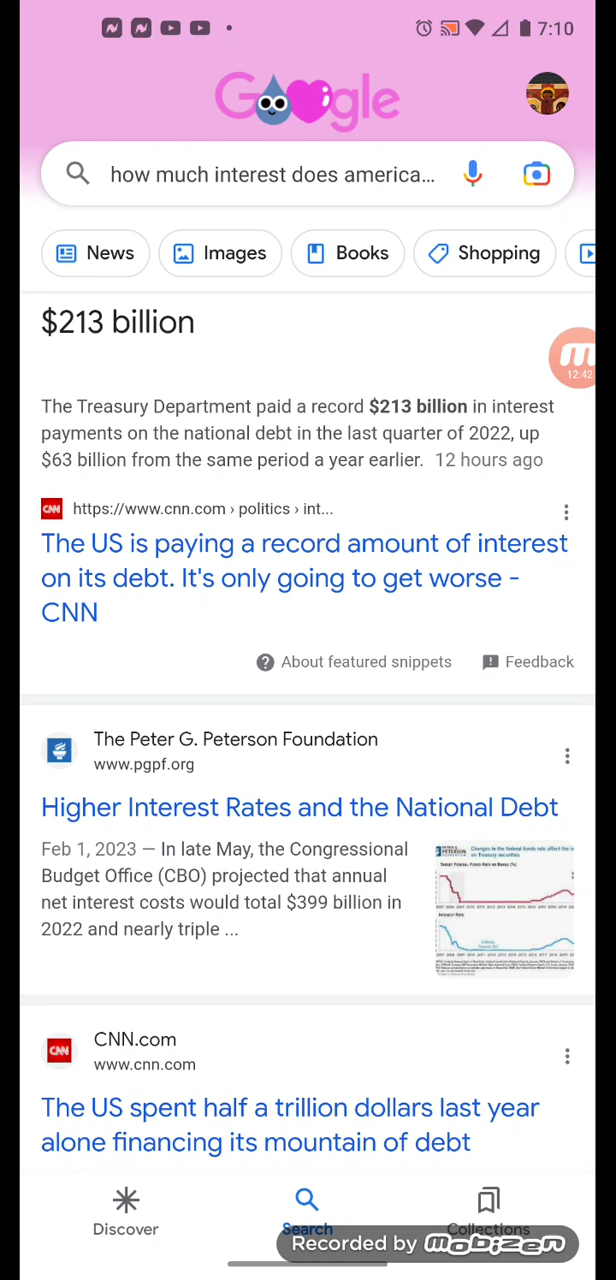 7:10
Google
how much interest does america...
News
Images
Books
Shopping
$213 billion
12:42
The Treasury Department paid a record $213 billion in interest
payments on the national debt in the last quarter of 2022, up
$63 billion from the same period a year earlier. 12 hours ago
CNN https://www.cnn.com › politics › int...
The US is paying a record amount of interest
on its debt. It's only going to get worse -
CNN
About featured snippets
Feedback
The Peter G. Peterson Foundation
www.pgpf.org
Higher Interest Rates and the National Debt
Feb 1, 2023 — In late May, the Congressional
Budget Office (CBO) projected that annual
net interest costs would total $399 billion in
2022 and nearly triple ...
CNN CNN.com
www.cnn.com
The US spent half a trillion dollars last year
alone financing its mountain of debt
Discover
Search
Collections
Recorded by mobizen